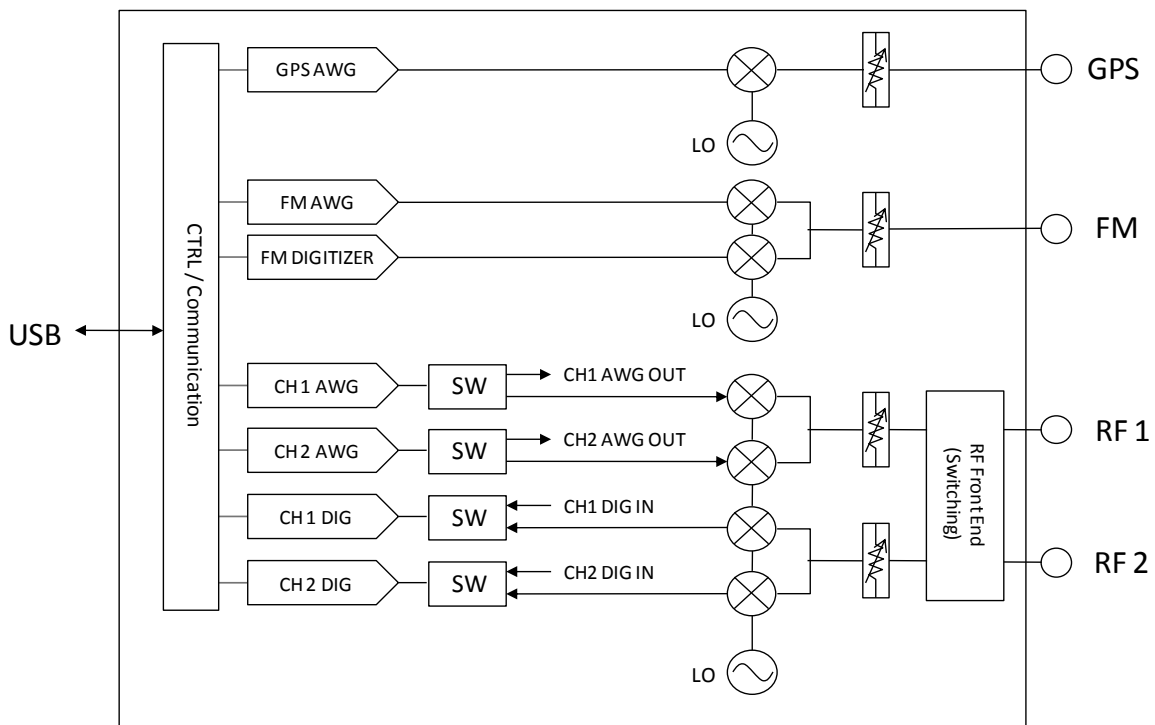 GPS AWG
LO
GPS
FM AWG
FM DIGITIZER
LO
FM
CTRL / Communication
USB
CH1 AWG
SW
CH1 AWG OUT
CH2 AWG
SW
CH2 AWG OUT
CH1 DIG
SW
CH1 DIG IN
CH2 DIG
SW
CH2 DIG IN
LO
RF Front End
(Switching)
RF 1
RF 2